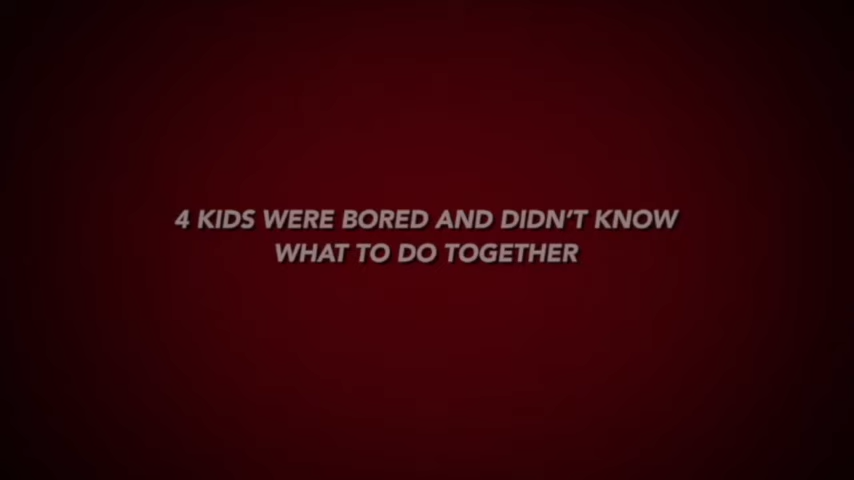 4 KIDS WERE BORED AND DIDN'T KNOW
WHAT TO DO TOGETHER